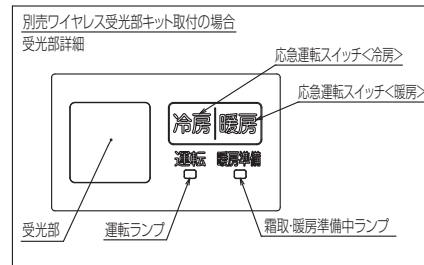 別売ワイヤレス受光部キット取付の場合
受光部詳細
応急運転スイッチ<冷房>
応急運転スイッチ<暖房>
冷房 暖房
運転 暖房準備
受光部
運転ランプ
霜取・暖房準備中ランプ